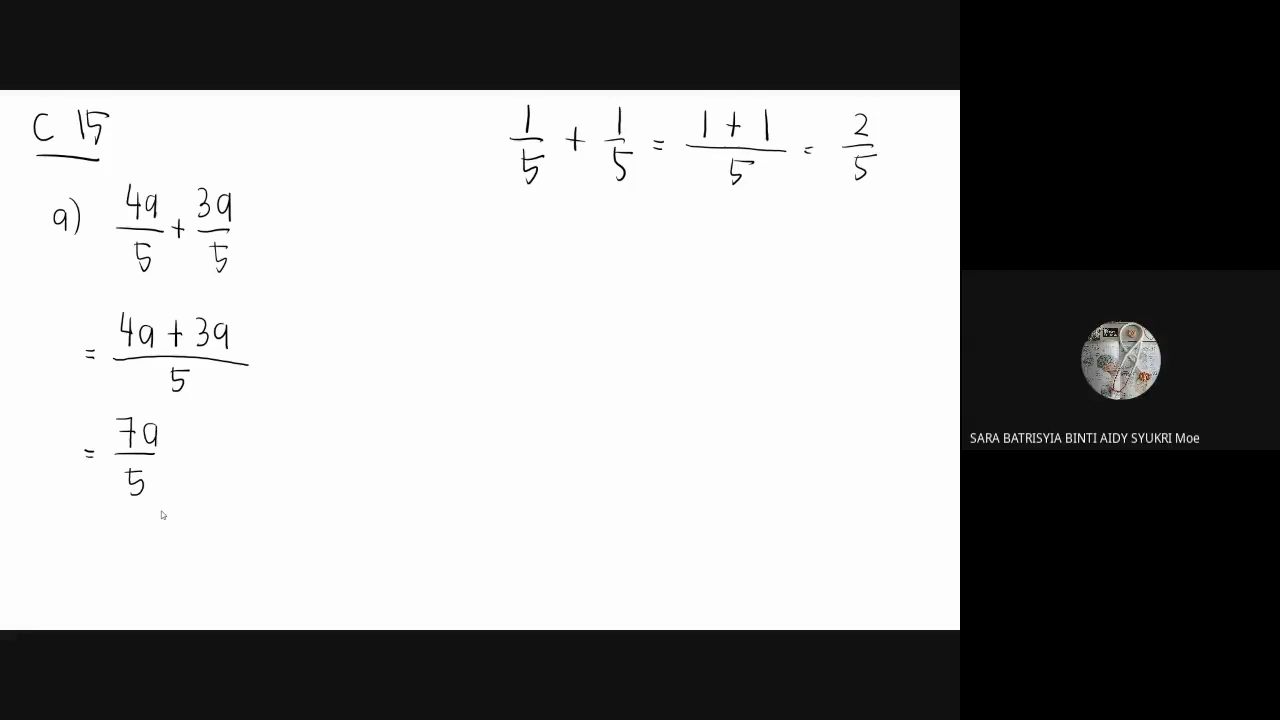 C 15
1/5 + 1/5 = (1 + 1)/5 = 2/5
a) 4a/5 + 3a/5
= (4a + 3a)/5
= 7a/5
SARA BATRISYIA BINTI AIDY SYUKRI Moe